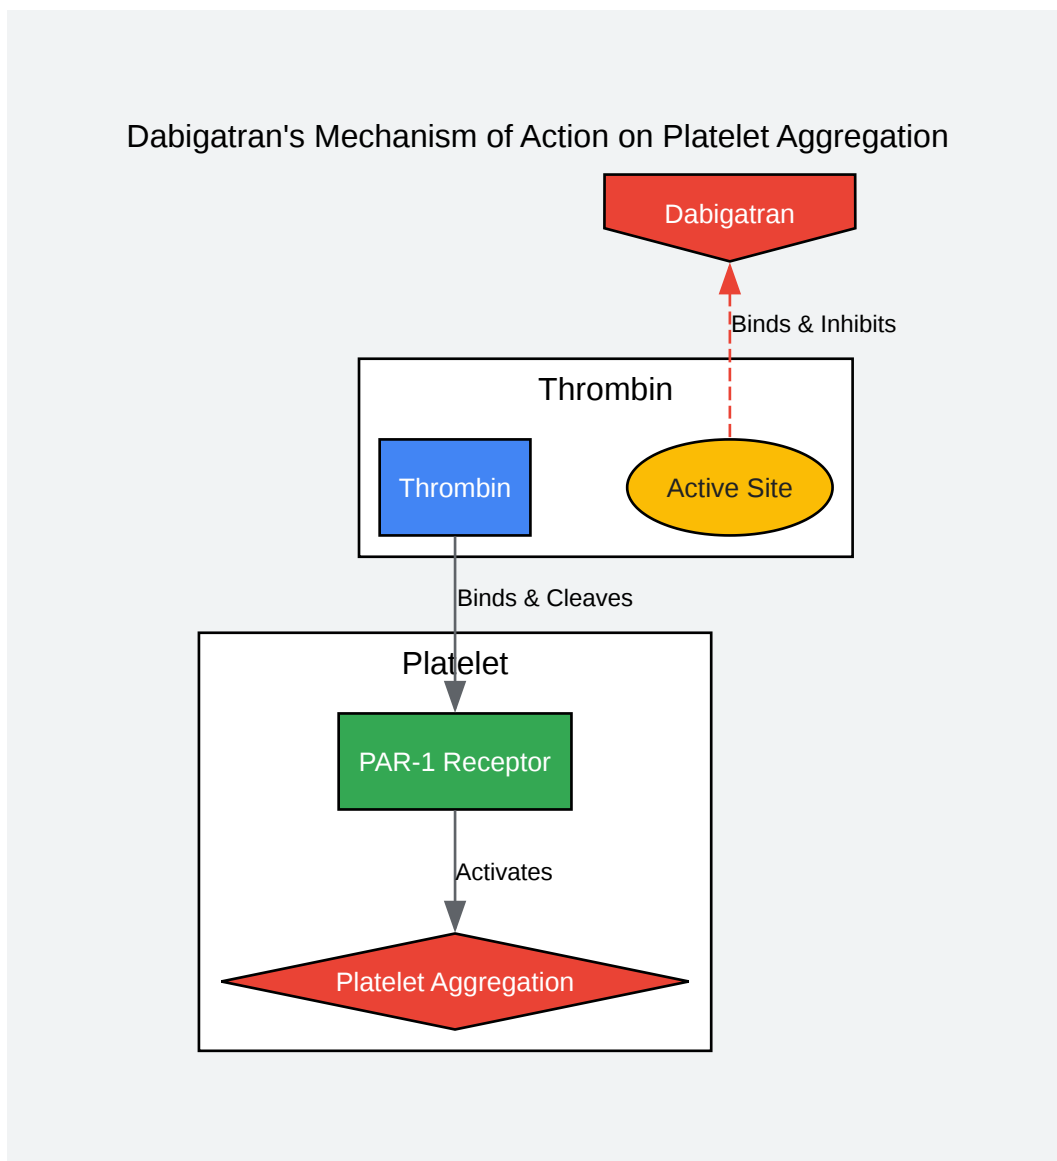 Dabigatran's Mechanism of Action on Platelet Aggregation
Dabigatran
Binds & Inhibits
Thrombin
Thrombin
Active Site
Binds & Cleaves
Platelet
PAR-1 Receptor
Activates
Platelet Aggregation